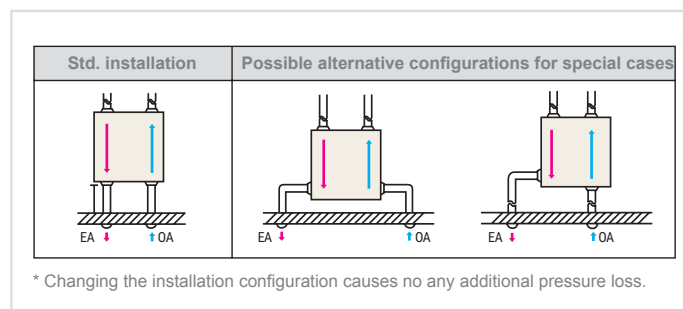 Std. installation
Possible alternative configurations for special cases
EA
OA
EA
OA
EA
OA
* Changing the installation configuration causes no any additional pressure loss.